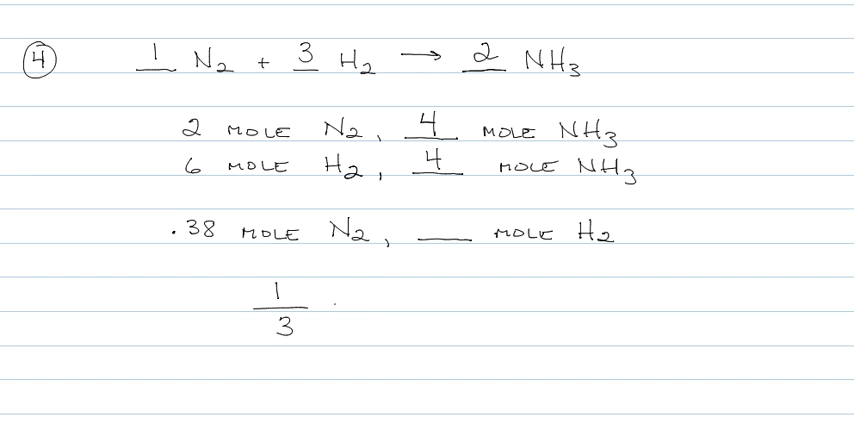 ④ 1 N₂ + 3 H₂ → 2 NH₃
2 MOLE N₂, 4 MOLE NH₃
6 MOLE H₂, 4 MOLE NH₃
.38 MOLE N₂, ___ MOLE H₂
1
3